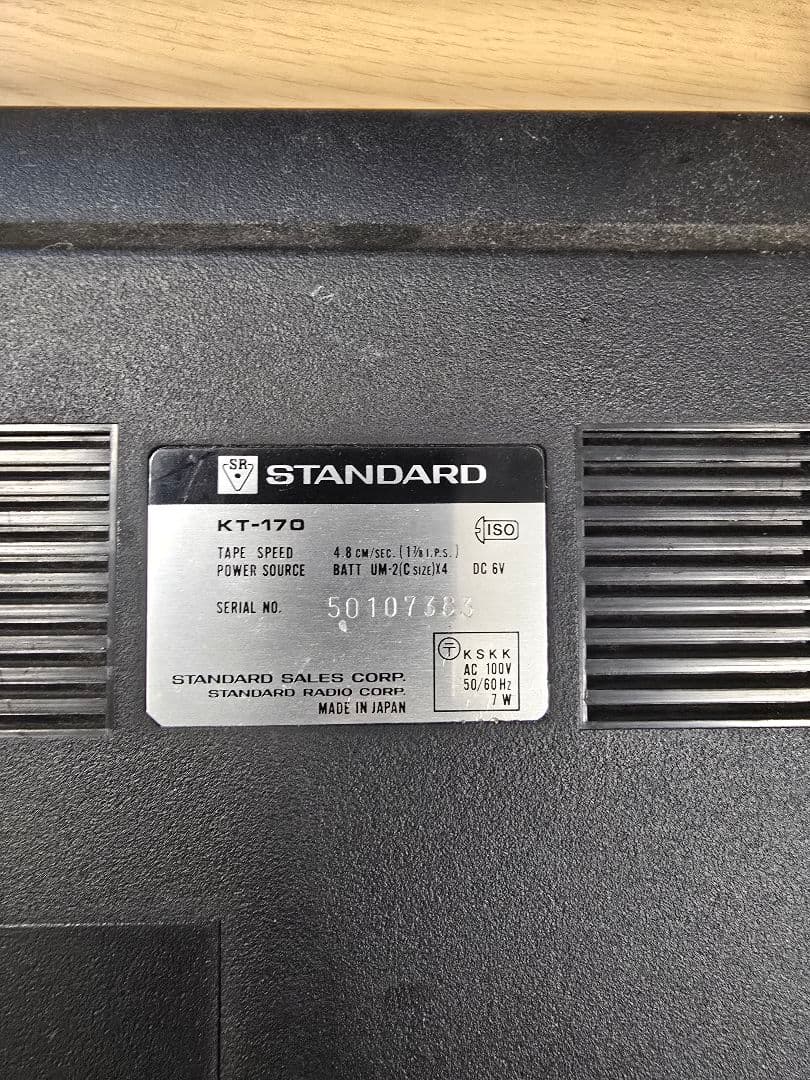 SR STANDARD
KT-170
ISO
TAPE SPEED 4.8 CM/SEC. (1⅞ I.P.S.)
POWER SOURCE BATT UM-2(C SIZE)X4 DC 6V
SERIAL NO. 50107383
〒 KSKK
AC 100V
50/60Hz
7 W
STANDARD SALES CORP.
STANDARD RADIO CORP.
MADE IN JAPAN